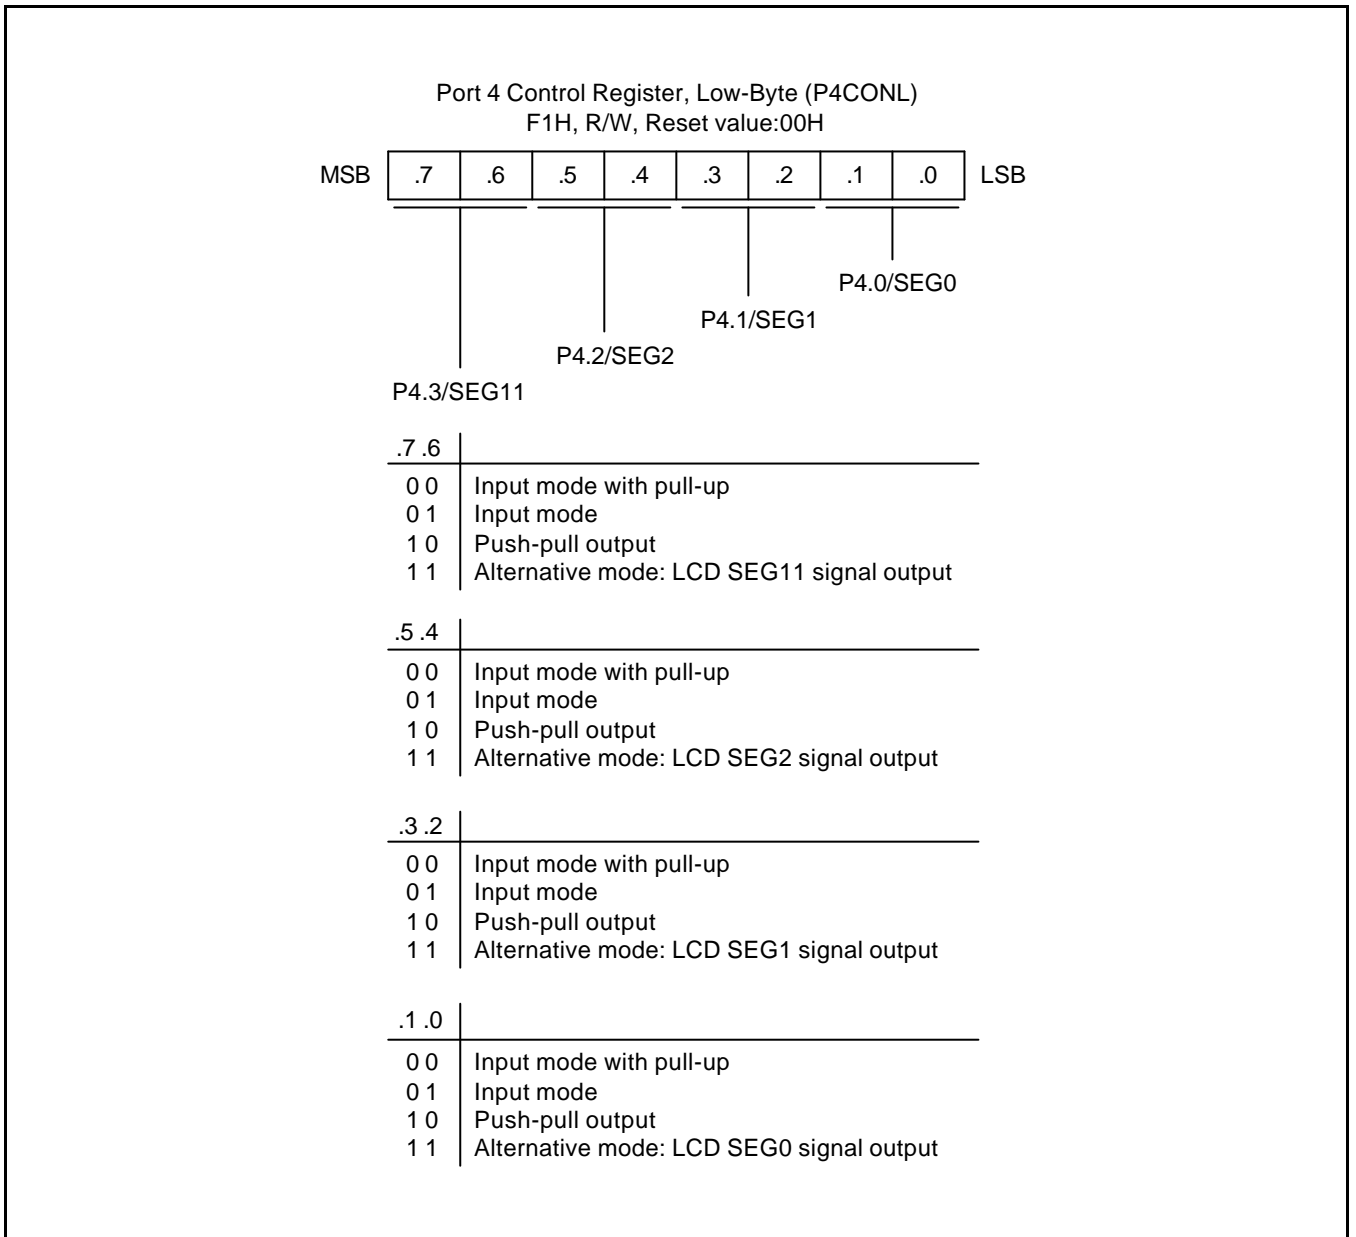 Port 4 Control Register, Low-Byte (P4CONL)
F1H, R/W, Reset value:00H
MSB .7 .6 .5 .4 .3 .2 .1 .0 LSB
P4.0/SEG0
P4.1/SEG1
P4.2/SEG2
P4.3/SEG11
.7 .6
0 0 Input mode with pull-up
0 1 Input mode
1 0 Push-pull output
1 1 Alternative mode: LCD SEG11 signal output
.5 .4
0 0 Input mode with pull-up
0 1 Input mode
1 0 Push-pull output
1 1 Alternative mode: LCD SEG2 signal output
.3 .2
0 0 Input mode with pull-up
0 1 Input mode
1 0 Push-pull output
1 1 Alternative mode: LCD SEG1 signal output
.1 .0
0 0 Input mode with pull-up
0 1 Input mode
1 0 Push-pull output
1 1 Alternative mode: LCD SEG0 signal output